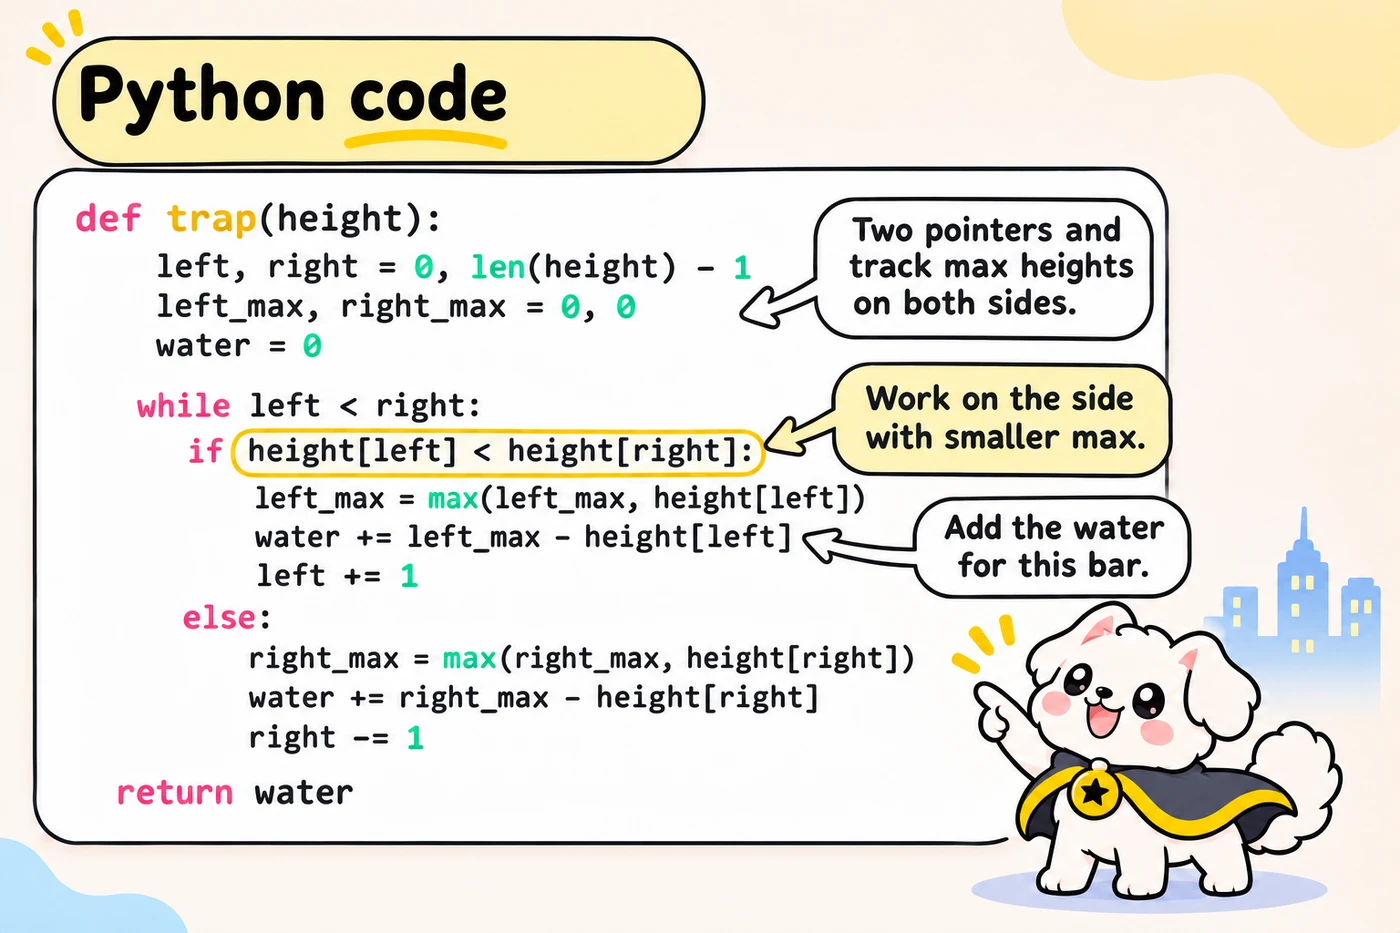 Python code
def trap(height):
left, right = 0, len(height) - 1
left_max, right_max = 0, 0
water = 0
Two pointers and
track max heights
on both sides.
while left < right:
if height[left] < height[right]:
Work on the side
with smaller max.
left_max = max(left_max, height[left])
water += left_max - height[left]
left += 1
Add the water
for this bar.
else:
right_max = max(right_max, height[right])
water += right_max - height[right]
right -= 1
return water